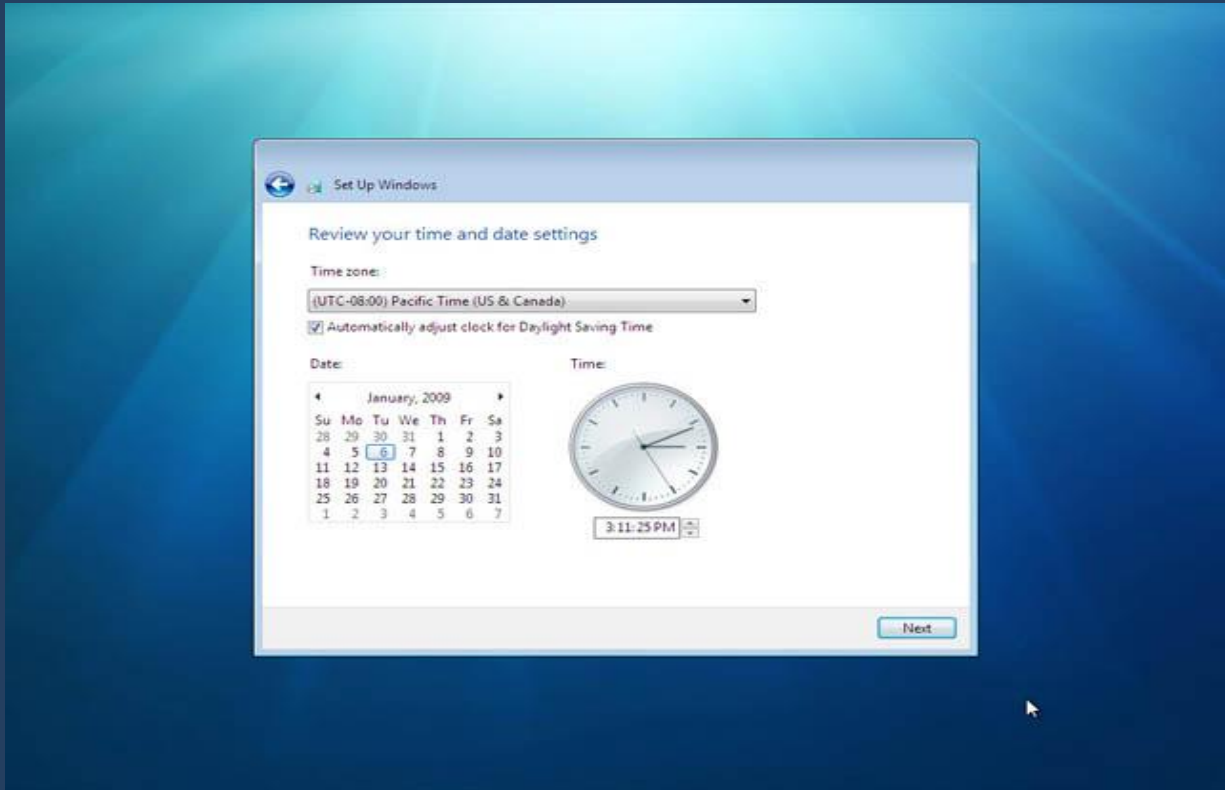 Set Up Windows
Review your time and date settings
Time zone:
(UTC-08:00) Pacific Time (US & Canada)
Automatically adjust clock for Daylight Saving Time
Date:
Time:
January, 2009
Su Mo Tu We Th Fr Sa
28 29 30 31 1 2 3
4 5 6 7 8 9 10
11 12 13 14 15 16 17
18 19 20 21 22 23 24
25 26 27 28 29 30 31
1 2 3 4 5 6 7
3:11:25 PM
Next